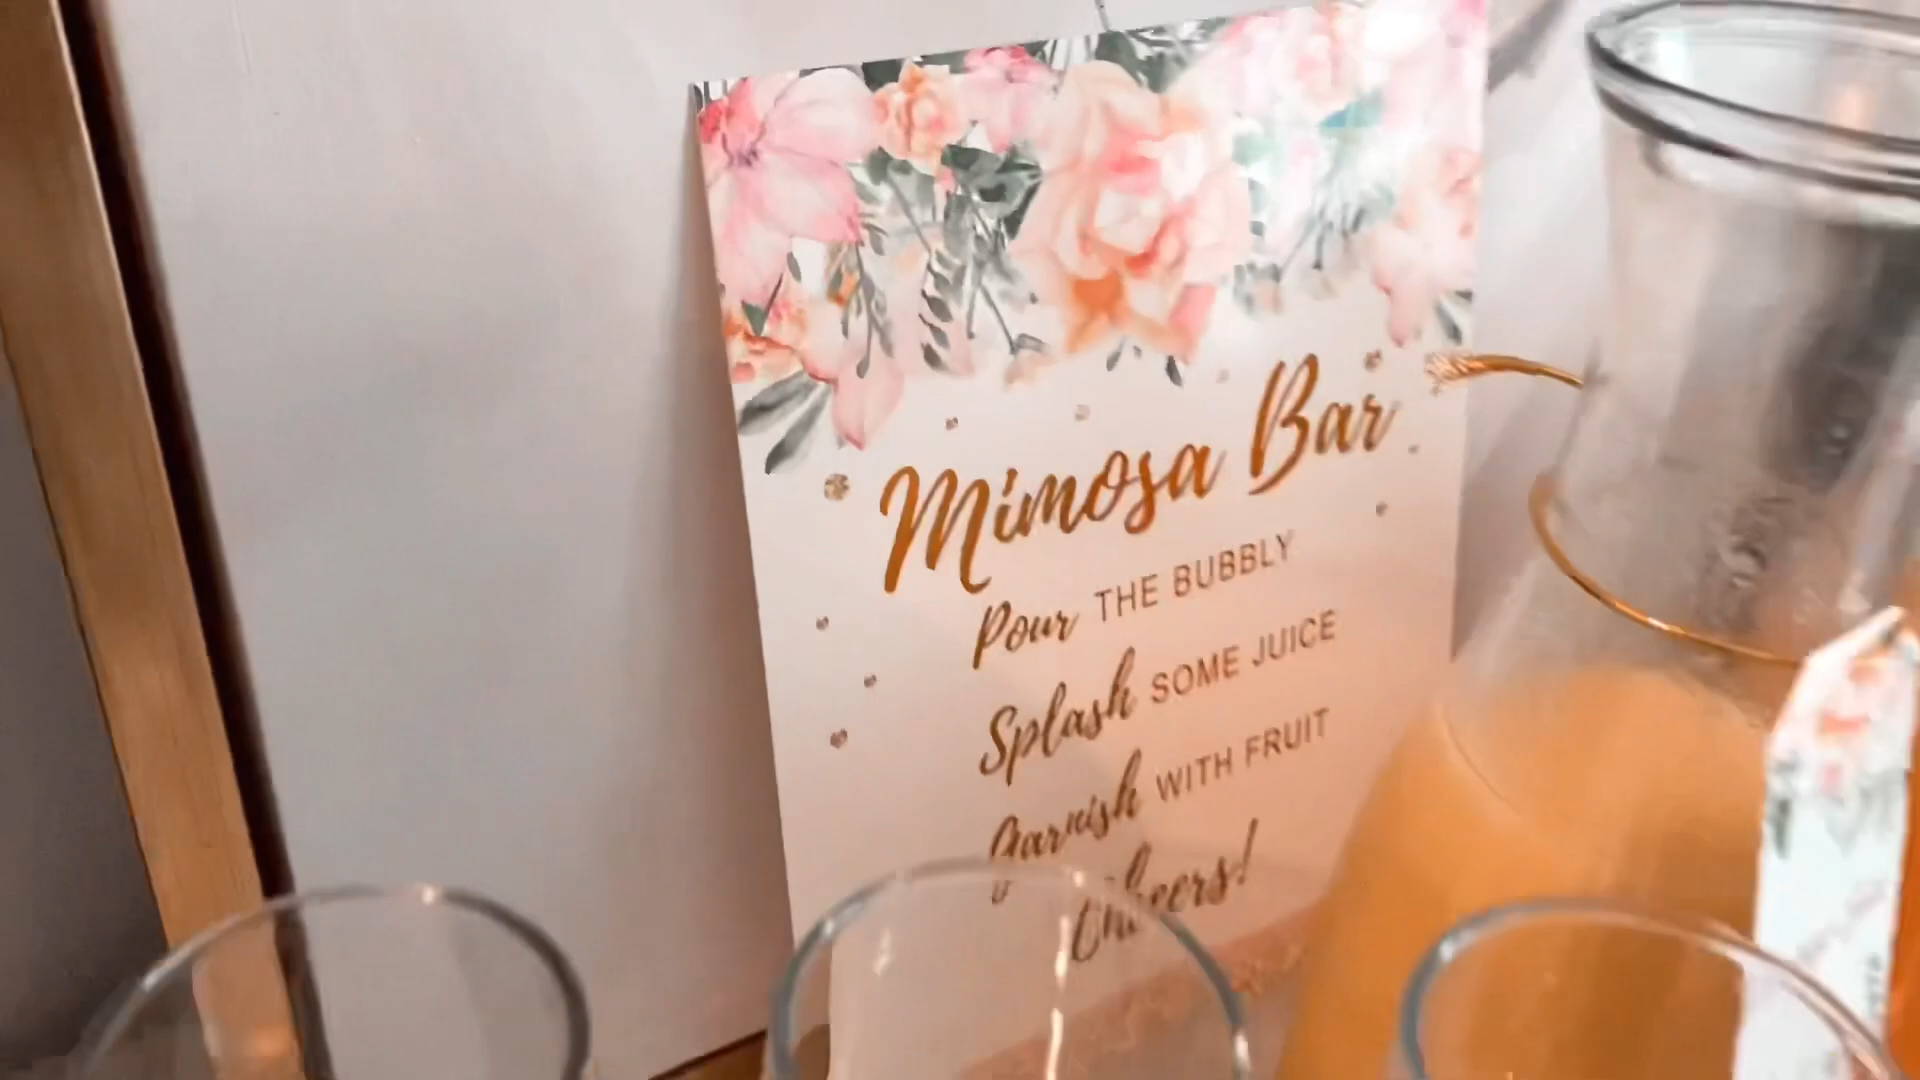 Mimosa Bar
Pour THE BUBBLY
Splash SOME JUICE
Garnish WITH FRUIT
Cheers!